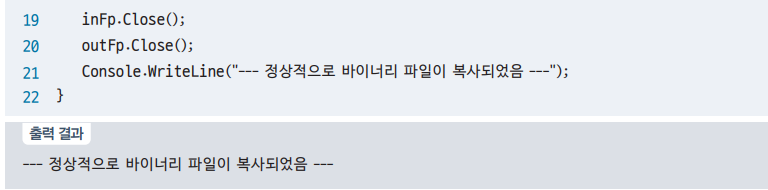 19 inFp.Close();
20 outFp.Close();
21 Console.WriteLine("--- 정상적으로 바이너리 파일이 복사되었음 ---");
22 }
출력 결과
--- 정상적으로 바이너리 파일이 복사되었음 ---